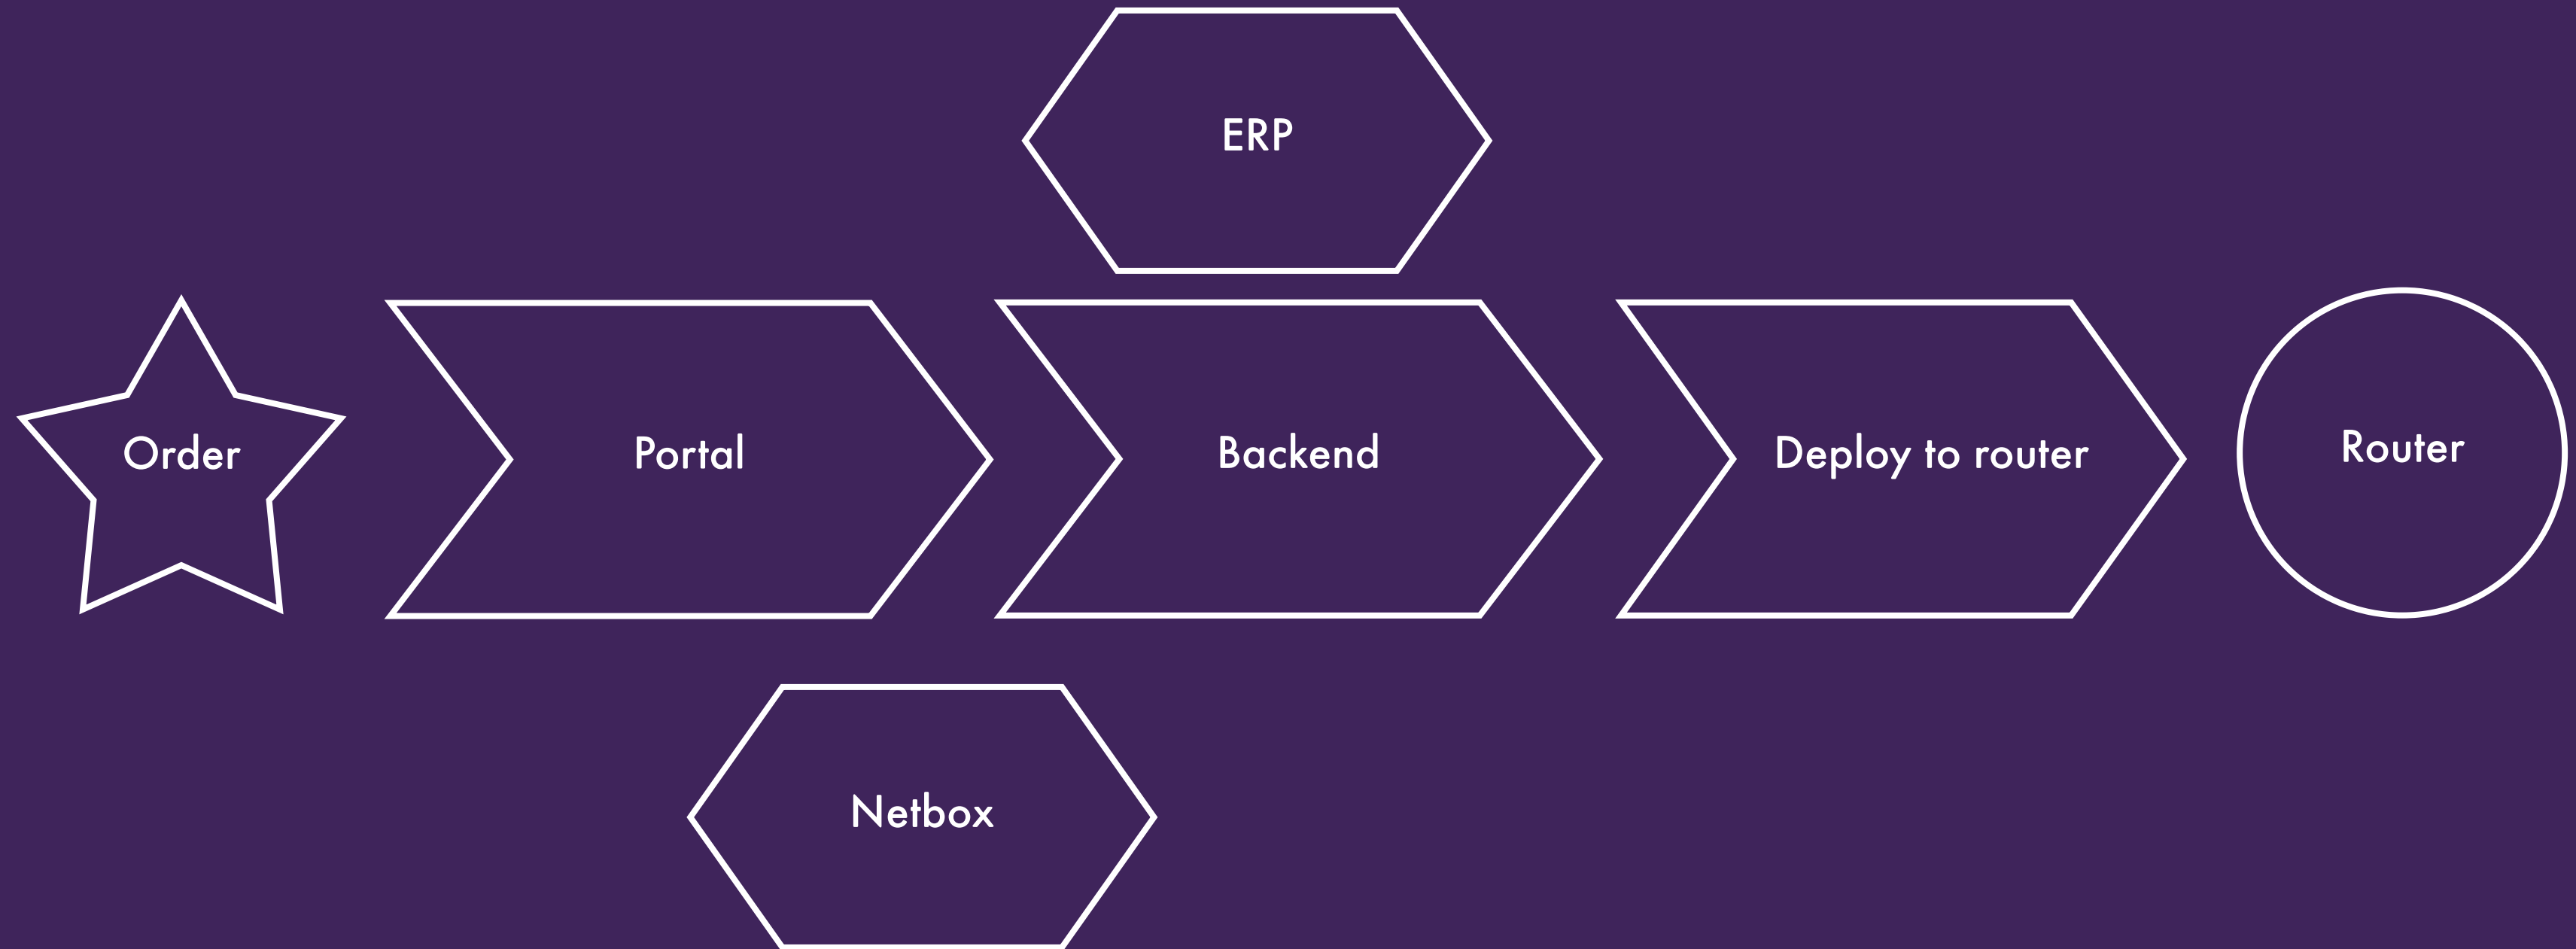 ERP
Order
Portal
Backend
Deploy to router
Router
Netbox